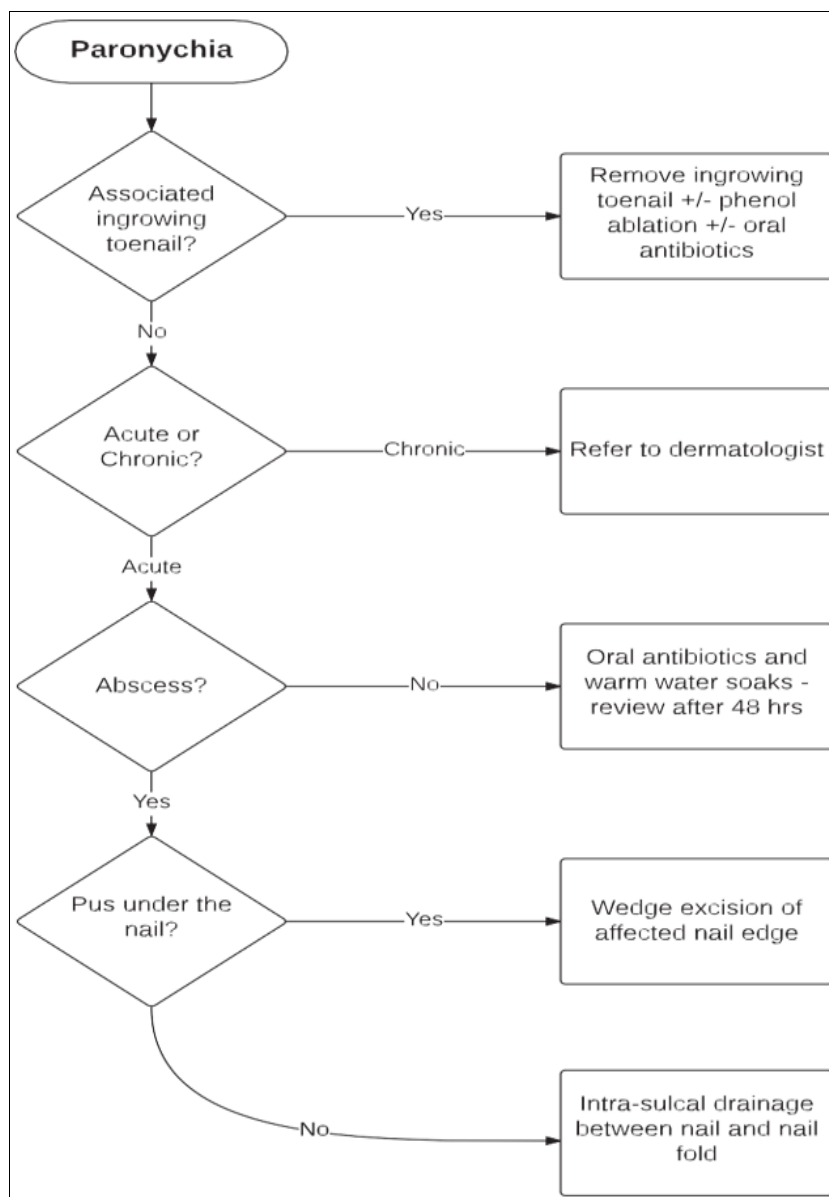 Paronychia
Associated
ingrowing
toenail?
Yes
Remove ingrowing
toenail +/- phenol
ablation +/- oral
antibiotics
No
Acute or
Chronic?
Chronic
Refer to dermatologist
Acute
Abscess?
No
Oral antibiotics and
warm water soaks -
review after 48 hrs
Yes
Pus under the
nail?
Yes
Wedge excision of
affected nail edge
No
Intra-sulcal drainage
between nail and nail
fold